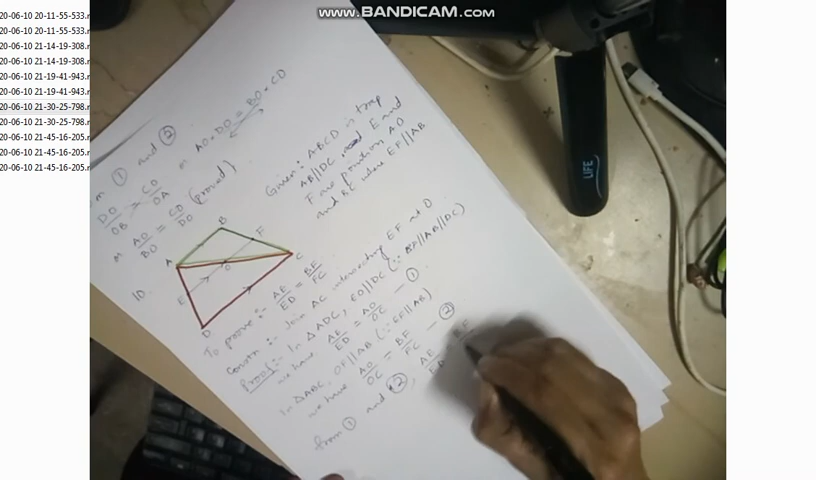 www.BANDICAM.com
20-06-10 20-11-55-533.r
20-06-10 20-11-55-533.r
20-06-10 21-14-19-308.r
20-06-10 21-14-19-308.r
20-06-10 21-19-41-943.r
20-06-10 21-19-41-943.r
20-06-10 21-30-25-798.r
20-06-10 21-30-25-798.r
20-06-10 21-45-16-205.r
20-06-10 21-45-16-205.r
20-06-10 21-45-16-205.r
LIFE
om ① and ②
DO/OB = CO/OA or AO·DO = BO·CO
or AO/BO = CO/DO (proved)
10.
A
B
C
D
E
F
O
Given: ABCD is trap
AB||DC, E and
F are points on AD
and BC where EF||AB
To prove :- AE/ED = BF/FC
Constn :- Join AC intersecting EF at O
Proof :- In △ADC, EO||DC (∵ EF||AB||DC)
we have AE/ED = AO/OC — ①
In △ABC, OF||AB (∵ EF||AB)
we have AO/OC = BF/FC — ②
from ① and ②, AE/ED